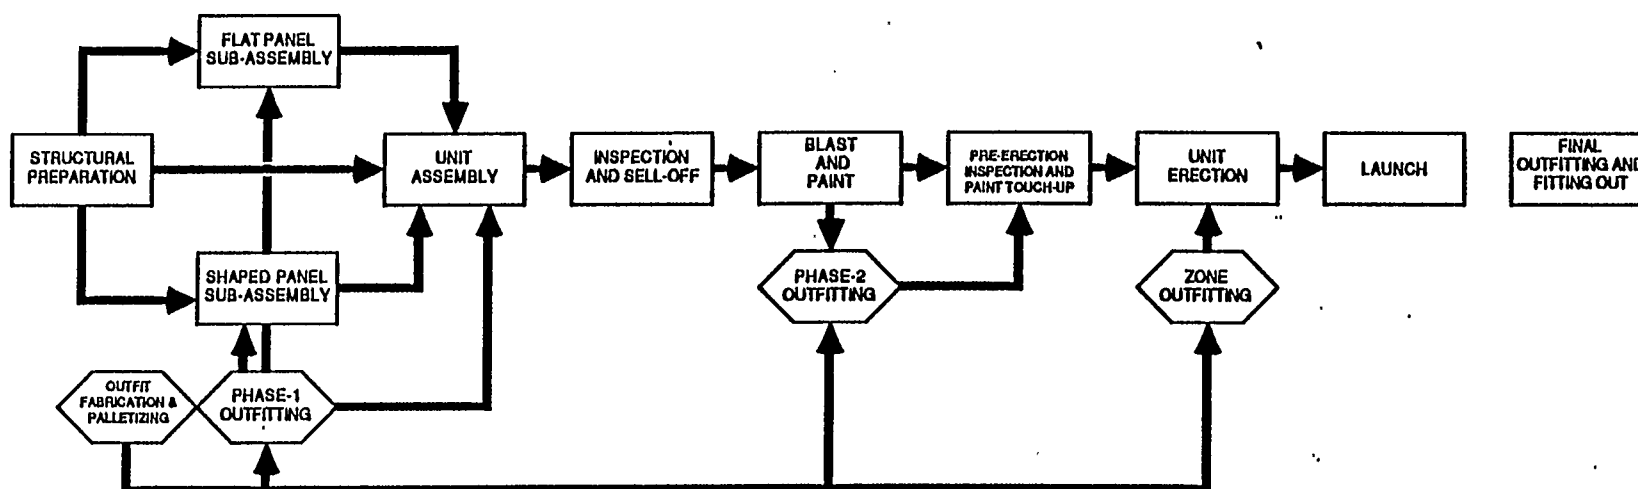 FLAT PANEL
SUB-ASSEMBLY
STRUCTURAL
PREPARATION
UNIT
ASSEMBLY
INSPECTION
AND SELL-OFF
BLAST
AND
PAINT
PRE-ERECTION
INSPECTION AND
PAINT TOUCH-UP
UNIT
ERECTION
LAUNCH
FINAL
OUTFITTING AND
FITTING OUT
SHAPED PANEL
SUB-ASSEMBLY
PHASE-2
OUTFITTING
ZONE
OUTFITTING
OUTFIT
FABRICATION &
PALLETIZING
PHASE-1
OUTFITTING